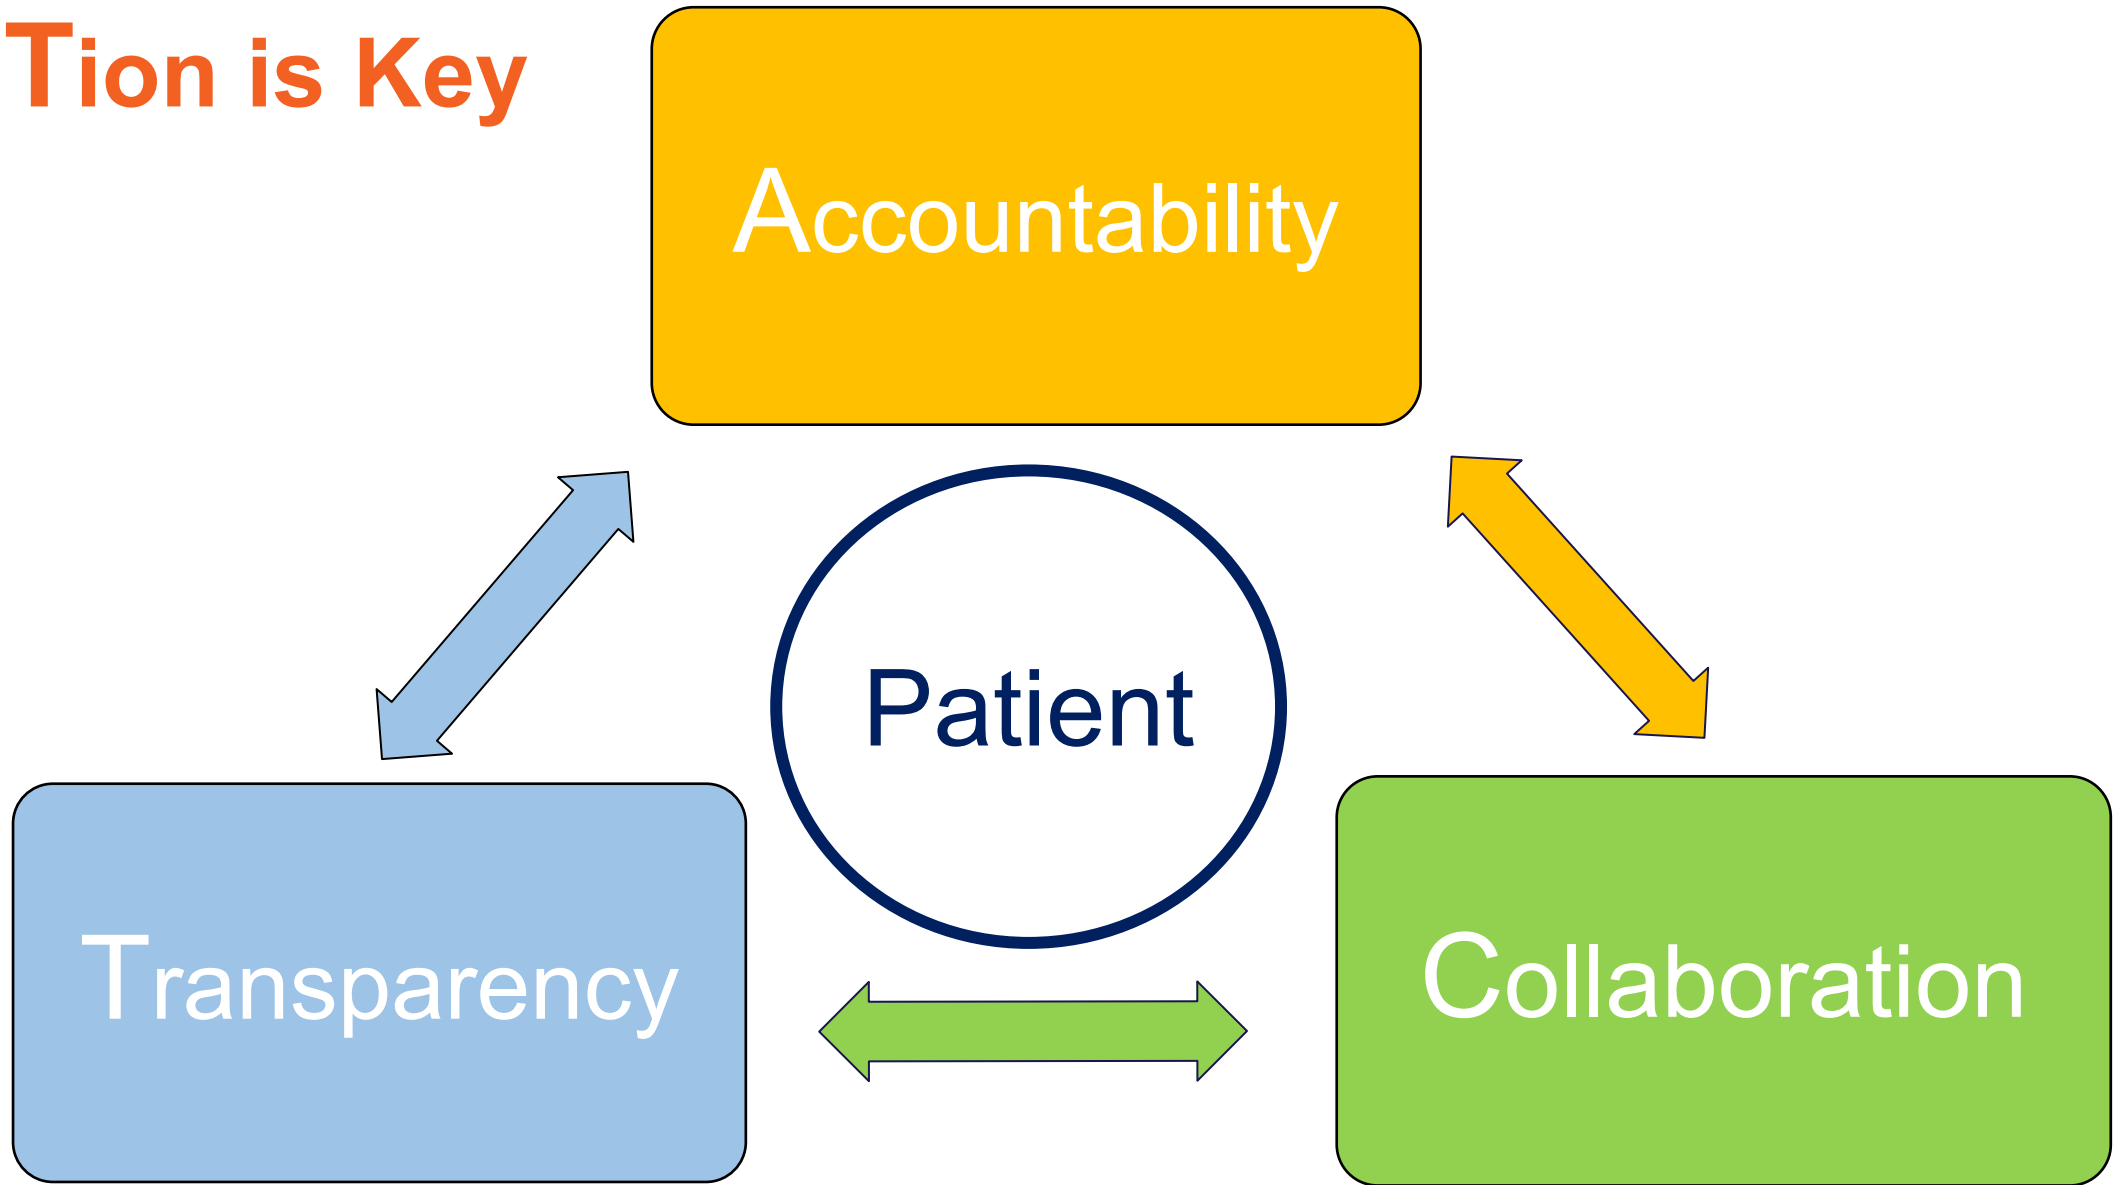 Tion is Key
Accountability
Patient
Transparency
Collaboration